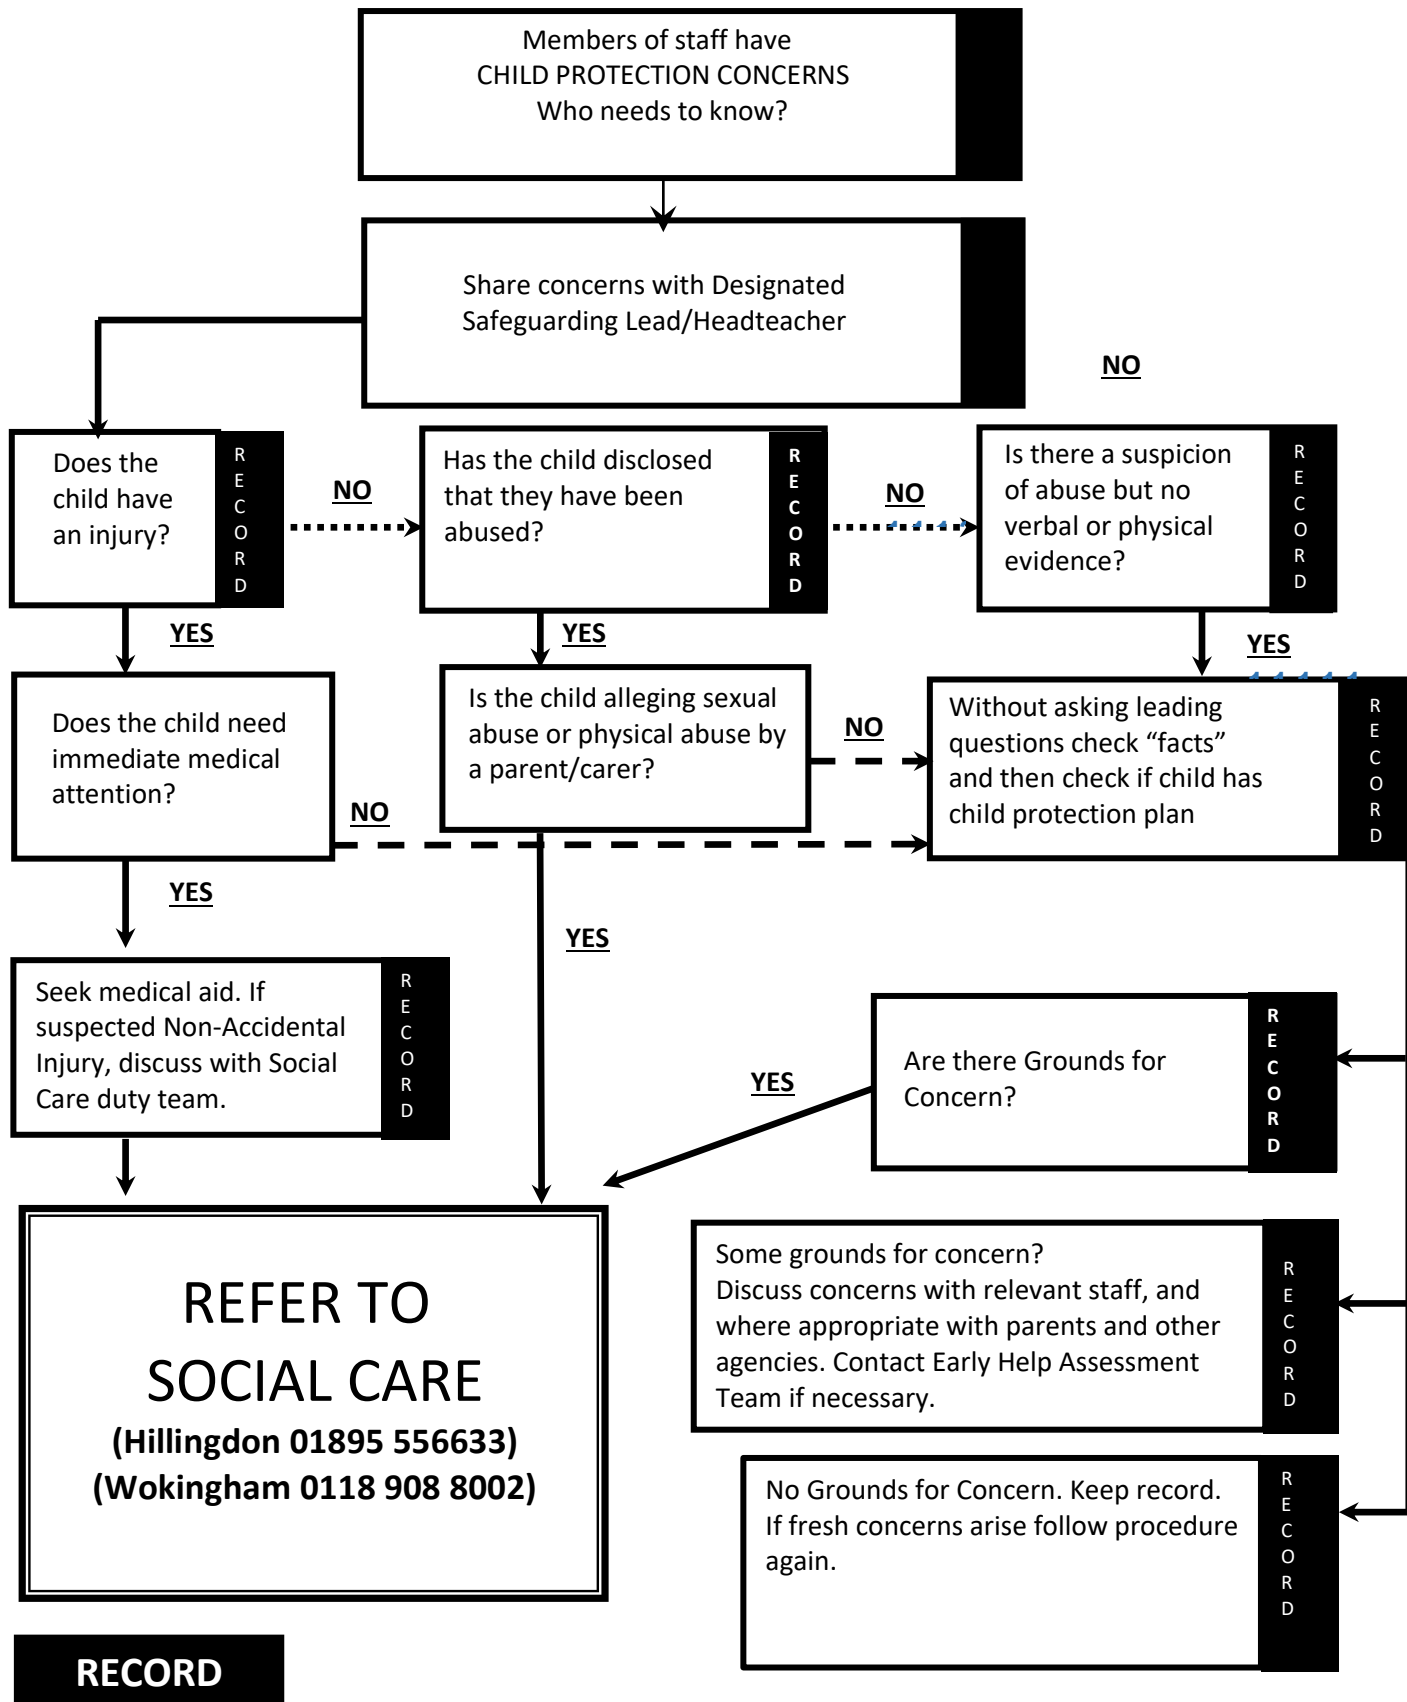 Members of staff have
CHILD PROTECTION CONCERNS
Who needs to know?
Share concerns with Designated
Safeguarding Lead/Headteacher
NO
Does the
child have
an injury?
RECORD
NO
Has the child disclosed
that they have been
abused?
RECORD
NO
Is there a suspicion
of abuse but no
verbal or physical
evidence?
RECORD
YES
YES
YES
Does the child need
immediate medical
attention?
NO
Is the child alleging sexual
abuse or physical abuse by
a parent/carer?
NO
Without asking leading
questions check “facts”
and then check if child has
child protection plan
RECORD
YES
YES
Seek medical aid. If
suspected Non-Accidental
Injury, discuss with Social
Care duty team.
RECORD
YES
Are there Grounds for
Concern?
RECORD
REFER TO
SOCIAL CARE
(Hillingdon 01895 556633)
(Wokingham 0118 908 8002)
Some grounds for concern?
Discuss concerns with relevant staff, and
where appropriate with parents and other
agencies. Contact Early Help Assessment
Team if necessary.
RECORD
No Grounds for Concern. Keep record.
If fresh concerns arise follow procedure
again.
RECORD
RECORD